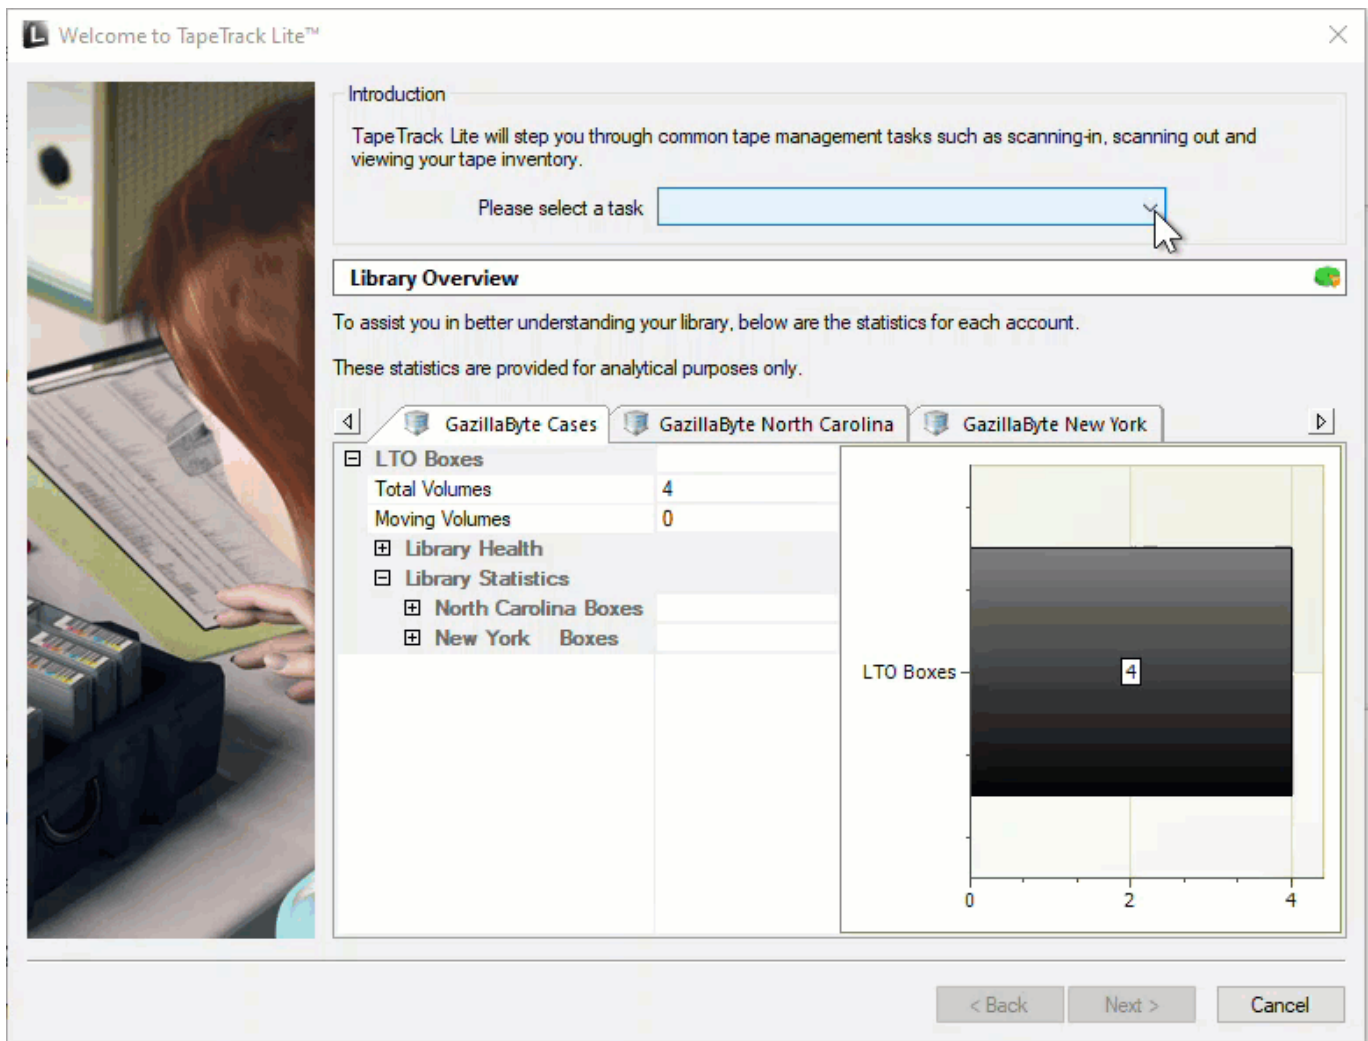 L Welcome to TapeTrack Lite™
Introduction
TapeTrack Lite will step you through common tape management tasks such as scanning-in, scanning out and
viewing your tape inventory.
Please select a task
Library Overview
To assist you in better understanding your library, below are the statistics for each account.
These statistics are provided for analytical purposes only.
GazillaByte Cases GazillaByte North Carolina GazillaByte New York
LTO Boxes
Total Volumes 4
Moving Volumes 0
Library Health
Library Statistics
North Carolina Boxes
New York Boxes
LTO Boxes 4
0 2 4
< Back Next > Cancel